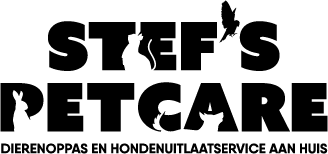 STEF'S
PETCARE
DIERENOPPAS EN HONDENUITLAATSERVICE AAN HUIS